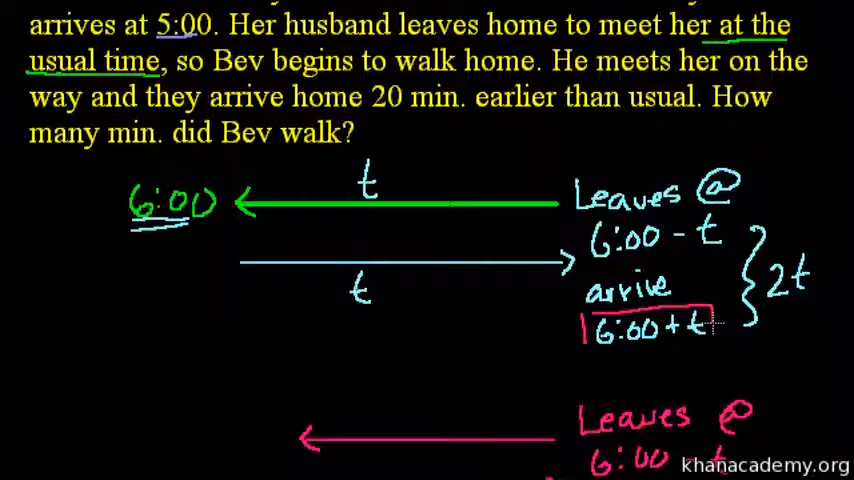 arrives at 5:00. Her husband leaves home to meet her at the
usual time, so Bev begins to walk home. He meets her on the
way and they arrive home 20 min. earlier than usual. How
many min. did Bev walk?
t
6:00
Leaves @
6:00 - t
t
arrive
2t
6:00 + t
Leaves @
6:00 - t
khanacademy.org